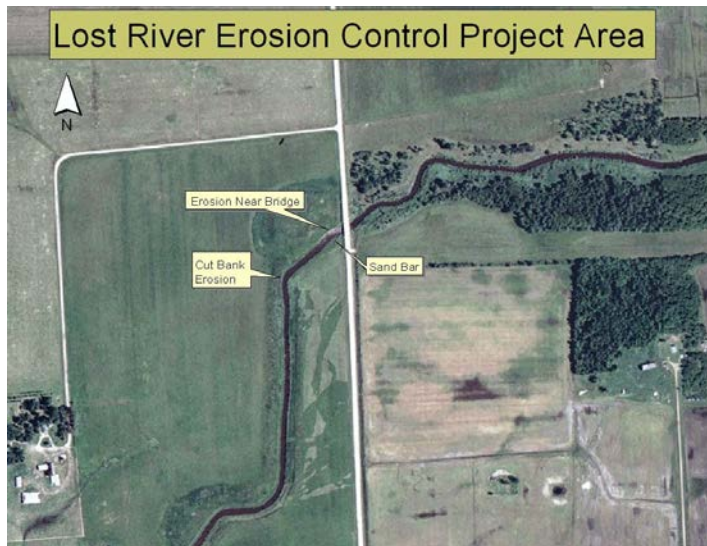 Lost River Erosion Control Project Area
N
Erosion Near Bridge
Cut Bank
Erosion
Sand Bar